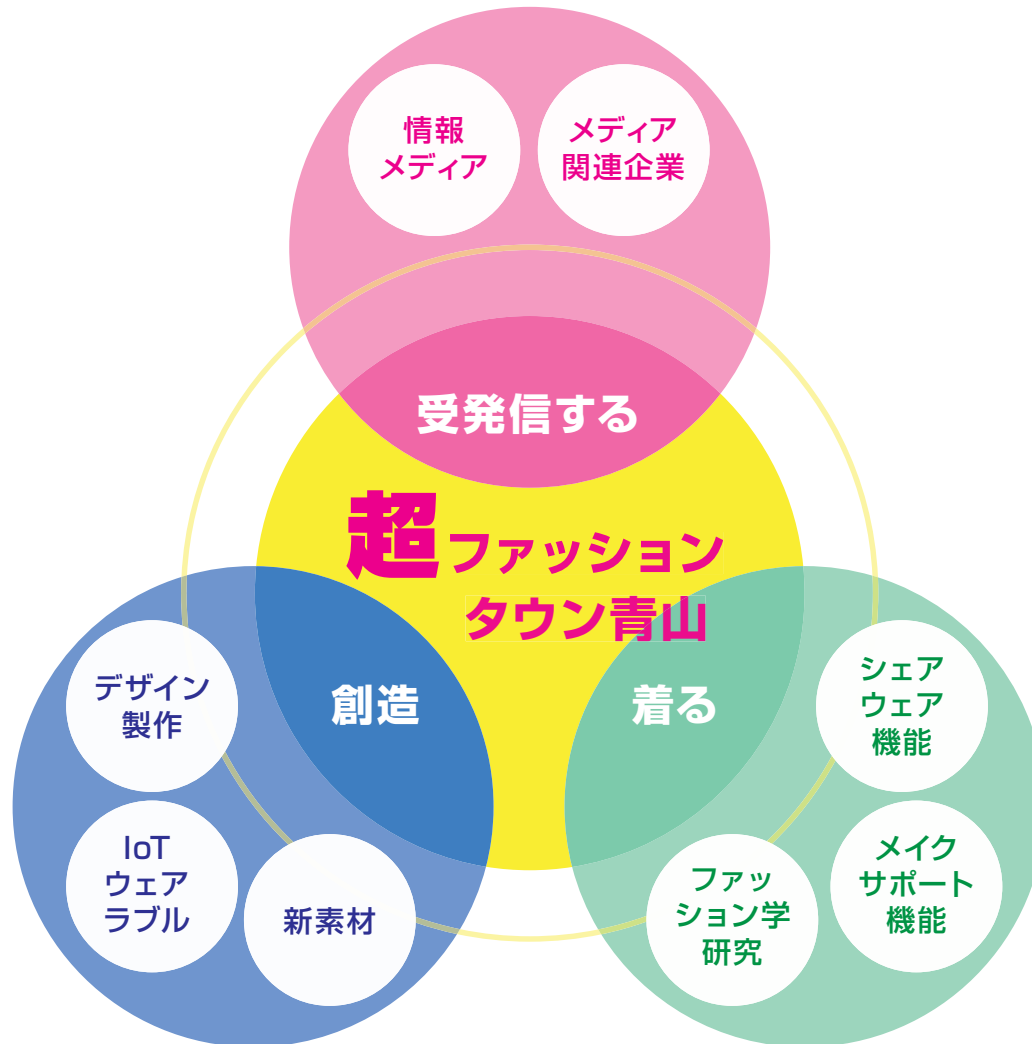 情報
メディア
メディア
関連企業
受発信する
超ファッション
タウン青山
創造
着る
デザイン
製作
IoT
ウェア
ラブル
新素材
シェア
ウェア
機能
メイク
サポート
機能
ファッ
ション学
研究